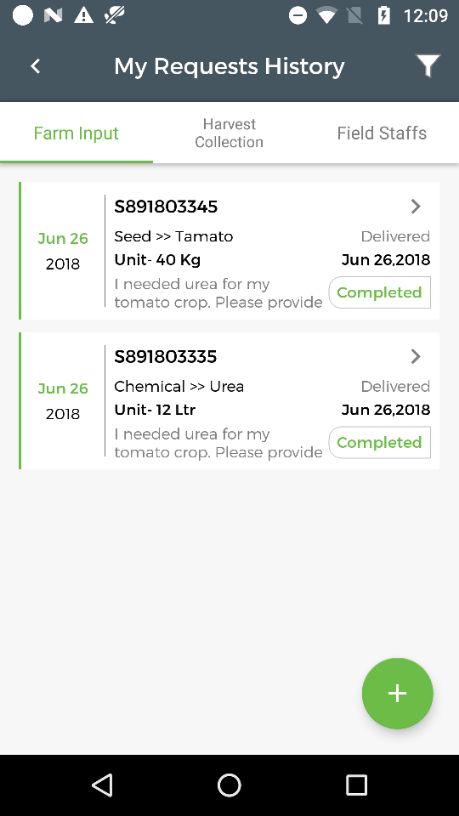 12:09
My Requests History
Farm Input
Harvest
Collection
Field Staffs
S891803345
Jun 26
2018
Seed >> Tamato
Delivered
Unit- 40 Kg
Jun 26,2018
I needed urea for my
tomato crop. Please provide
Completed
S891803335
Jun 26
2018
Chemical >> Urea
Delivered
Unit- 12 Ltr
Jun 26,2018
I needed urea for my
tomato crop. Please provide
Completed